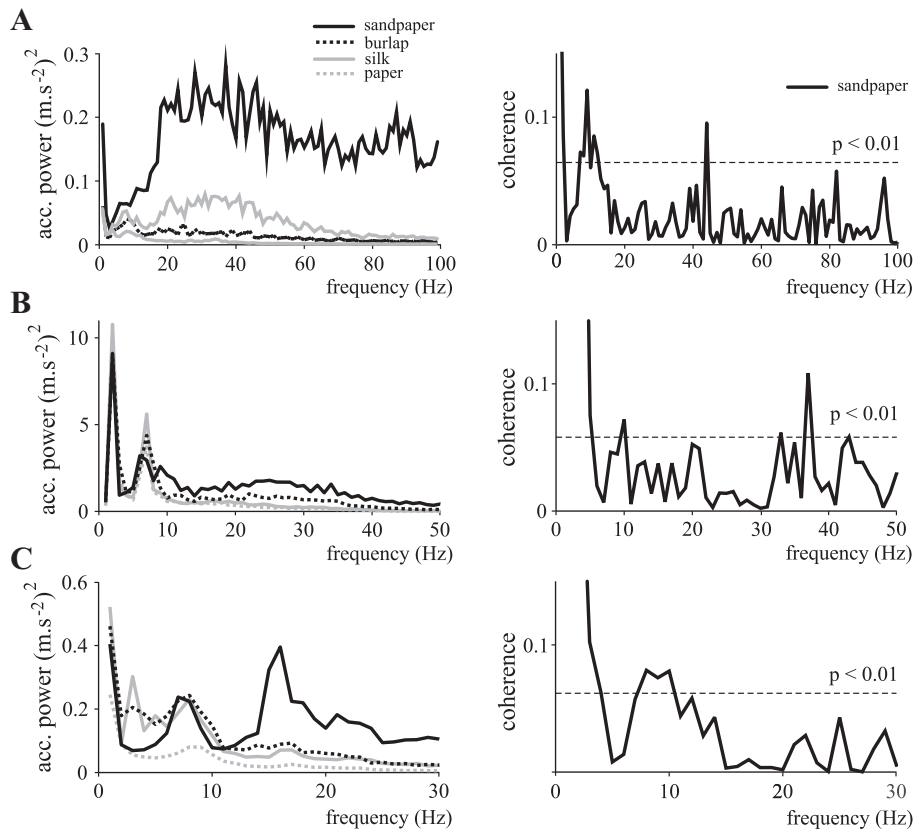 A
acc. power (m.s-2)2
0.3
0.2
0.1
0
0 20 40 60 80 100
frequency (Hz)
sandpaper
burlap
silk
paper
coherence
0.1
0
0 20 40 60 80 100
frequency (Hz)
sandpaper
p < 0.01
B
acc. power (m.s-2)2
10
5
0
0 10 20 30 40 50
frequency (Hz)
coherence
0.1
0
0 10 20 30 40 50
frequency (Hz)
p < 0.01
C
acc. power (m.s-2)2
0.6
0.4
0.2
0
0 10 20 30
frequency (Hz)
coherence
0.1
0
0 10 20 30
frequency (Hz)
p < 0.01